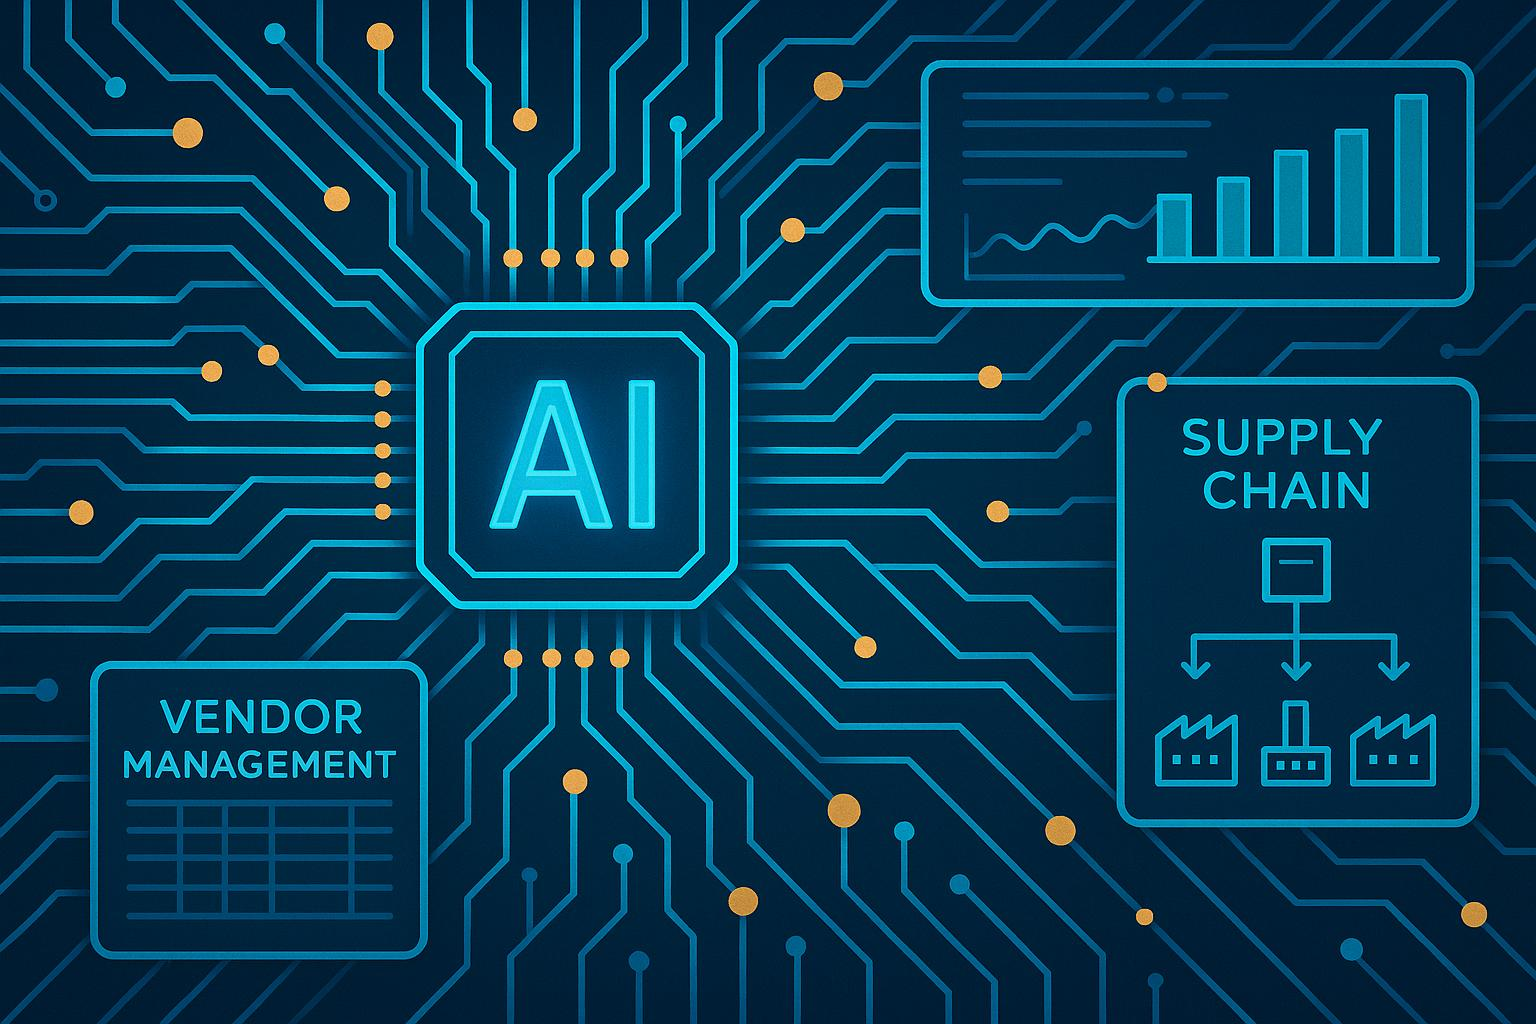 AI
SUPPLY
CHAIN
VENDOR
MANAGEMENT